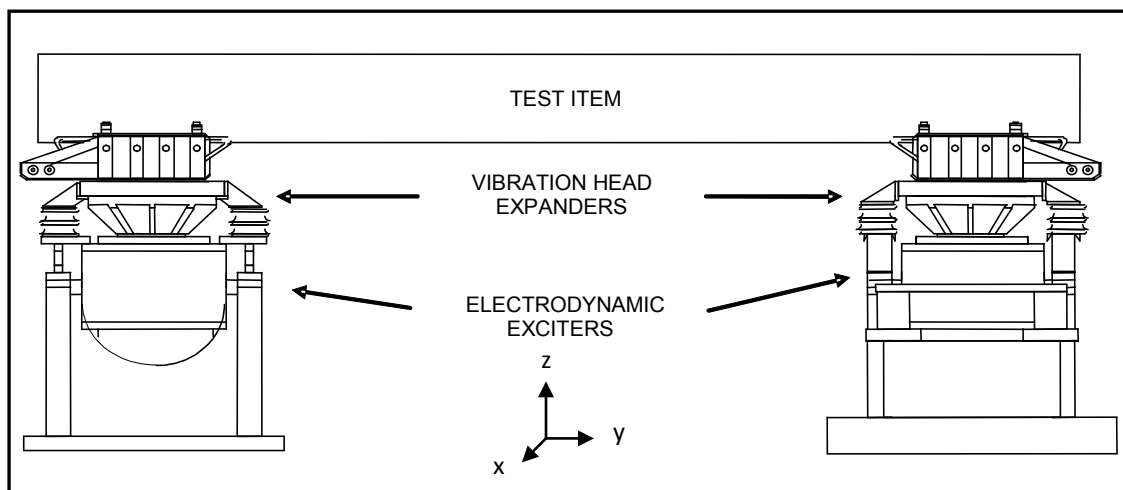 TEST ITEM
VIBRATION HEAD
EXPANDERS
ELECTRODYNAMIC
EXCITERS
z
y
x